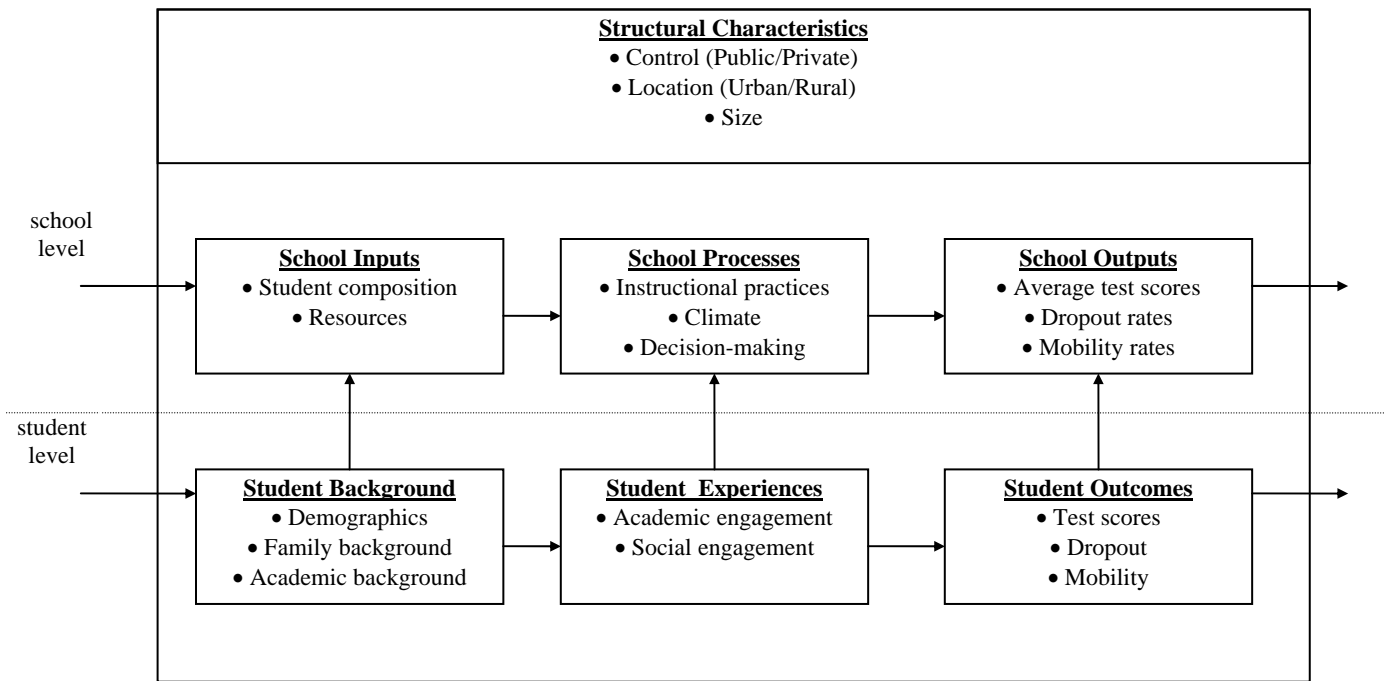 Structural Characteristics
• Control (Public/Private)
• Location (Urban/Rural)
• Size
school
level
School Inputs
• Student composition
• Resources
School Processes
• Instructional practices
• Climate
• Decision-making
School Outputs
• Average test scores
• Dropout rates
• Mobility rates
student
level
Student Background
• Demographics
• Family background
• Academic background
Student Experiences
• Academic engagement
• Social engagement
Student Outcomes
• Test scores
• Dropout
• Mobility